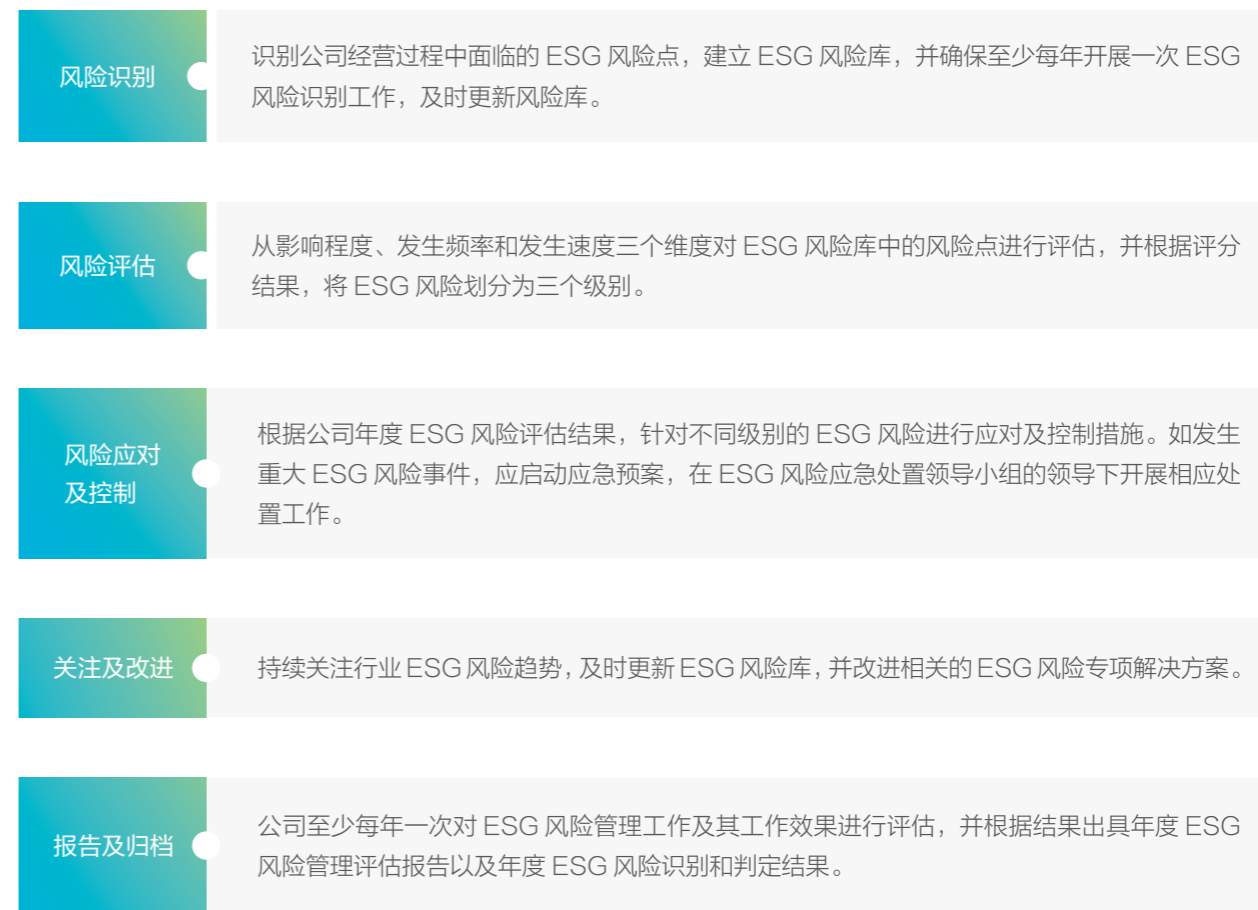 风险识别
识别公司经营过程中面临的 ESG 风险点，建立 ESG 风险库，并确保至少每年开展一次 ESG
风险识别工作，及时更新风险库。
风险评估
从影响程度、发生频率和发生速度三个维度对 ESG 风险库中的风险点进行评估，并根据评分
结果，将 ESG 风险划分为三个级别。
风险应对
及控制
根据公司年度 ESG 风险评估结果，针对不同级别的 ESG 风险进行应对及控制措施。如发生
重大 ESG 风险事件，应启动应急预案，在 ESG 风险应急处置领导小组的领导下开展相应处
置工作。
关注及改进
持续关注行业 ESG 风险趋势，及时更新 ESG 风险库，并改进相关的 ESG 风险专项解决方案。
报告及归档
公司至少每年一次对 ESG 风险管理工作及其工作效果进行评估，并根据结果出具年度 ESG
风险管理评估报告以及年度 ESG 风险识别和判定结果。